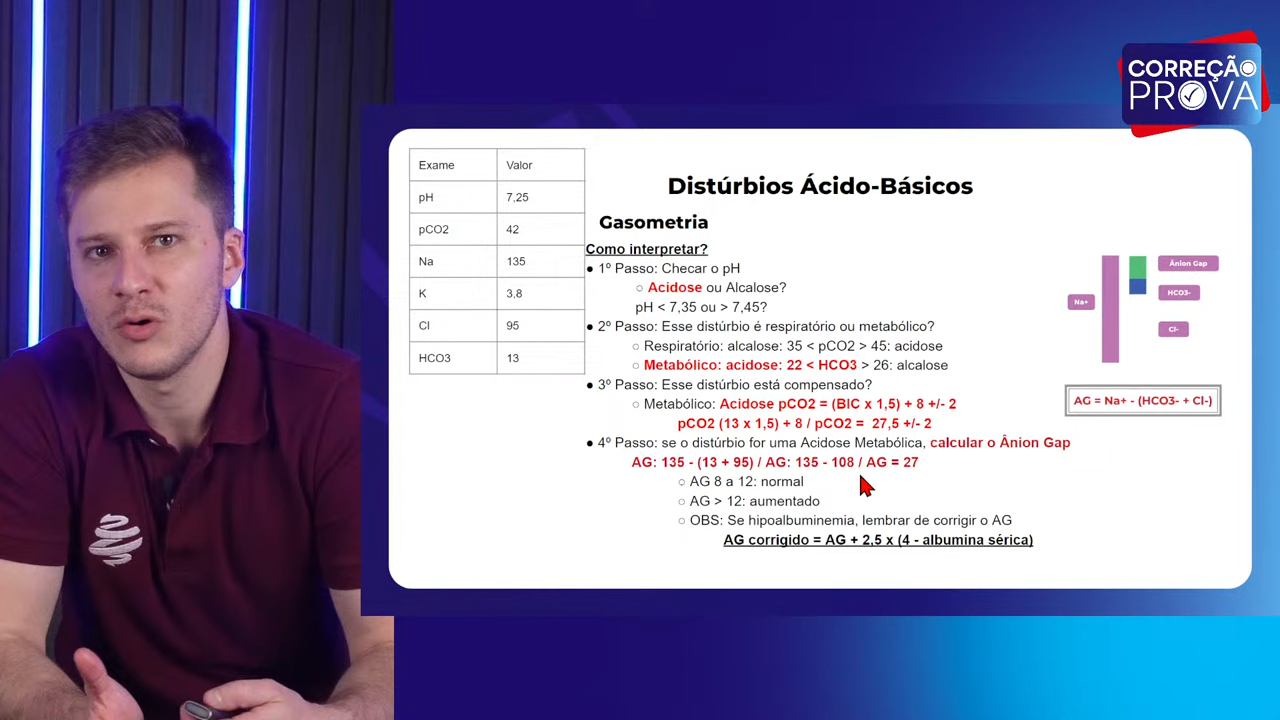 CORREÇÃO
PROVA
Exame Valor
pH 7,25
pCO2 42
Na 135
K 3,8
Cl 95
HCO3 13
Distúrbios Ácido-Básicos
Gasometria
Como interpretar?
● 1º Passo: Checar o pH
○ Acidose ou Alcalose?
pH < 7,35 ou > 7,45?
● 2º Passo: Esse distúrbio é respiratório ou metabólico?
○ Respiratório: alcalose: 35 < pCO2 > 45: acidose
○ Metabólico: acidose: 22 < HCO3 > 26: alcalose
● 3º Passo: Esse distúrbio está compensado?
○ Metabólico: Acidose pCO2 = (BIC x 1,5) + 8 +/- 2
pCO2 (13 x 1,5) + 8 / pCO2 = 27,5 +/- 2
● 4º Passo: se o distúrbio for uma Acidose Metabólica, calcular o Ânion Gap
AG: 135 - (13 + 95) / AG: 135 - 108 / AG = 27
○ AG 8 a 12: normal
○ AG > 12: aumentado
○ OBS: Se hipoalbuminemia, lembrar de corrigir o AG
AG corrigido = AG + 2,5 x (4 - albumina sérica)
Ânion Gap
HCO3-
Na+
Cl-
AG = Na+ - (HCO3- + Cl-)